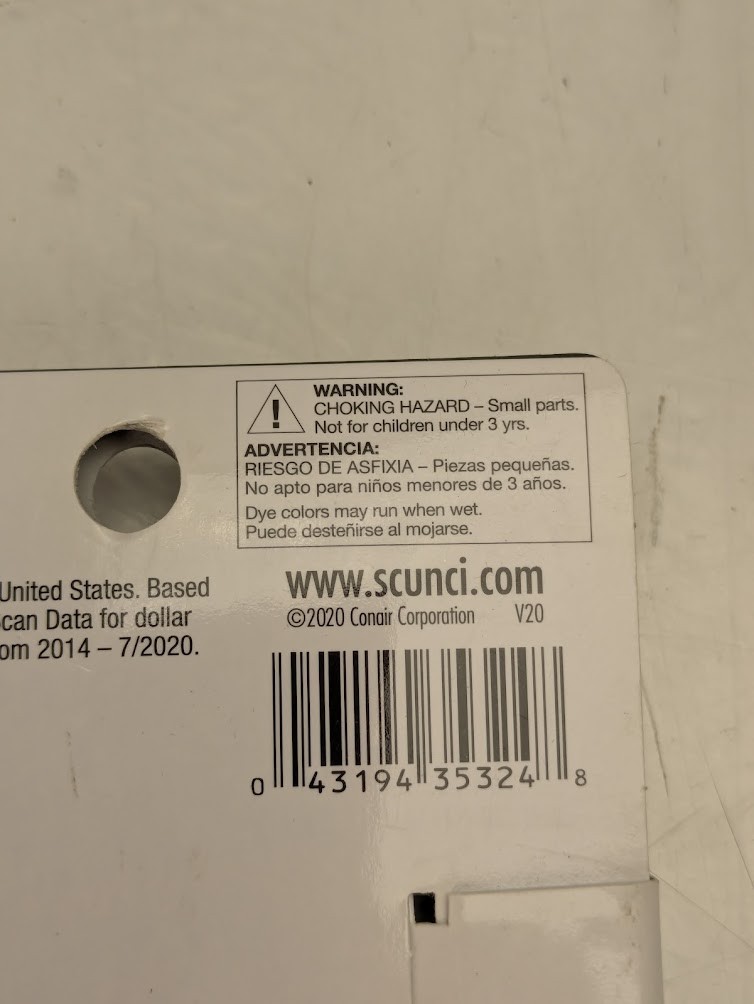 WARNING:
CHOKING HAZARD – Small parts.
Not for children under 3 yrs.
ADVERTENCIA:
RIESGO DE ASFIXIA – Piezas pequeñas.
No apto para niños menores de 3 años.
Dye colors may run when wet.
Puede desteñirse al mojarse.
www.scunci.com
©2020 Conair Corporation V20
United States. Based
can Data for dollar
om 2014 – 7/2020.
0 43194 35324 8